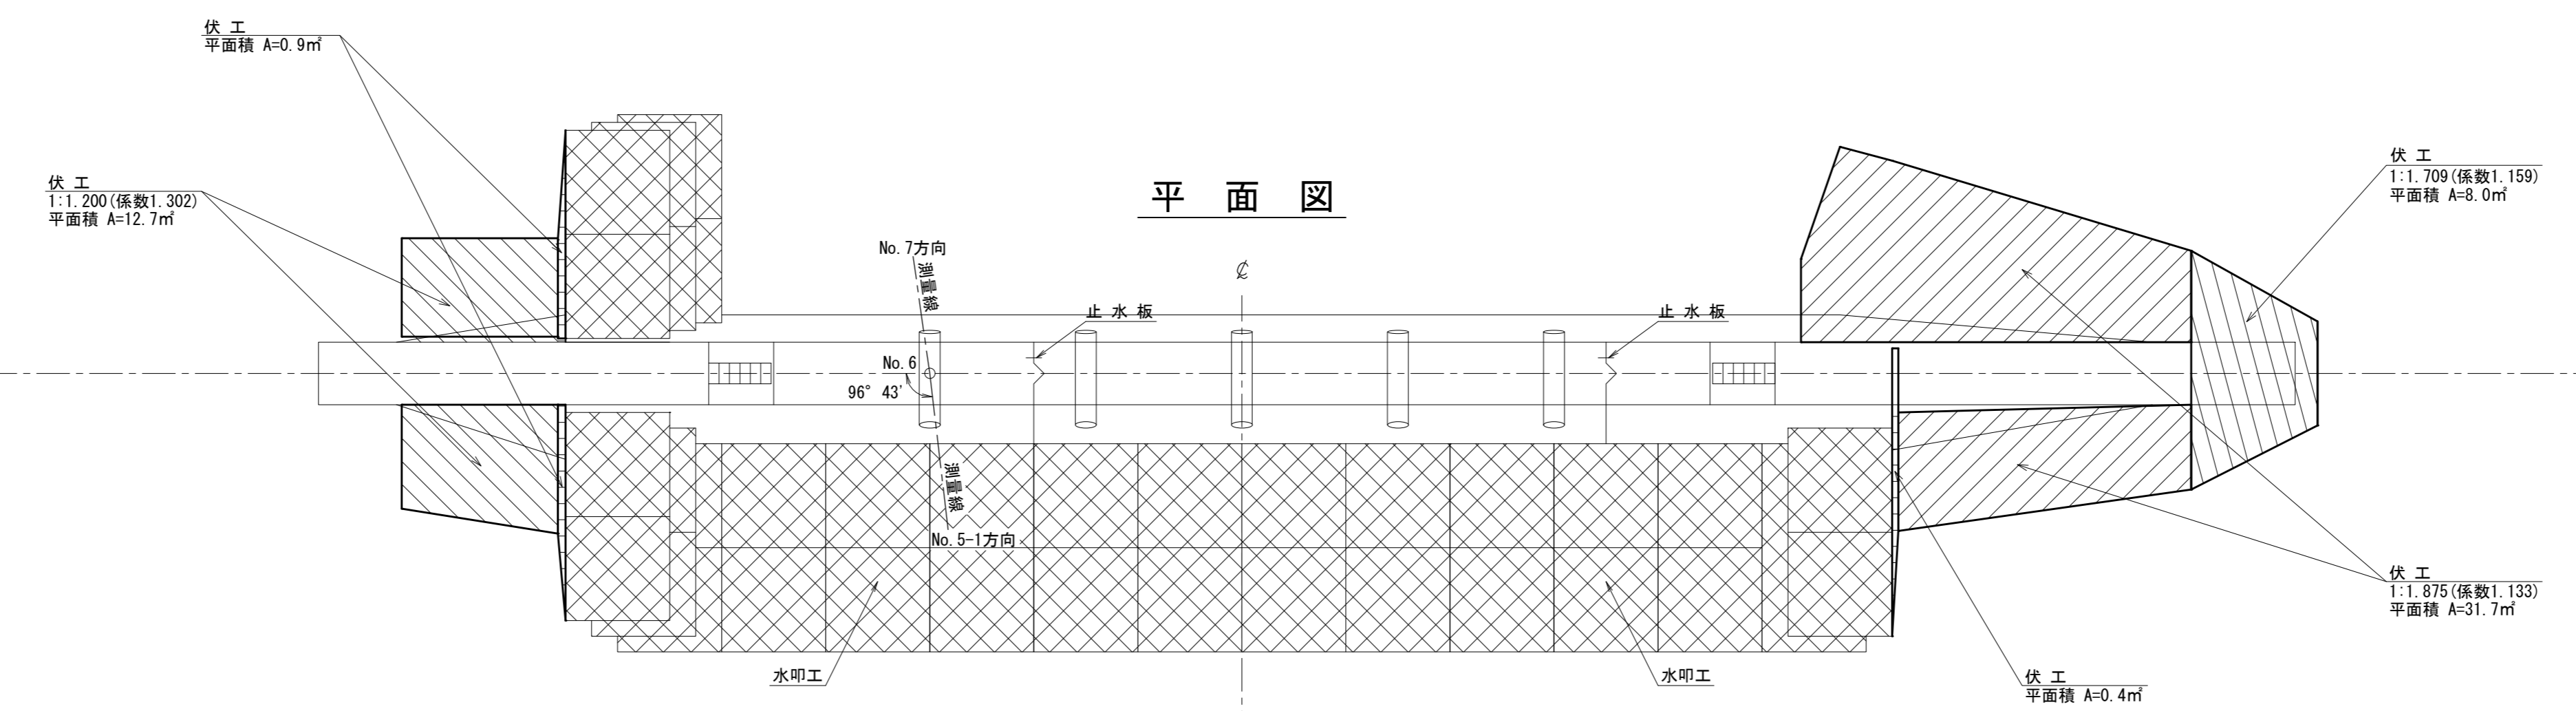 伏 工
平面積 A=0.9㎡
伏 工
1:1.200(係数1.302)
平面積 A=12.7㎡
平 面 図
伏 工
1:1.709(係数1.159)
平面積 A=8.0㎡
No.7方向
測量線
℄
止 水 板
止 水 板
No.6
96° 43'
測量線
No.5-1方向
水叩工
水叩工
伏 工
1:1.875(係数1.133)
平面積 A=31.7㎡
伏 工
平面積 A=0.4㎡